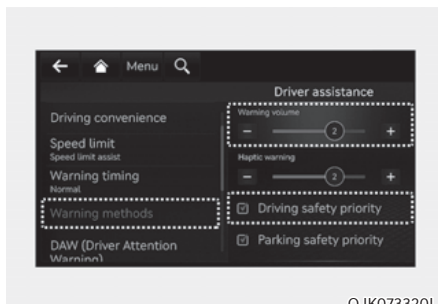 Menu
Driver assistance
Driving convenience
Speed limit
Speed limit assist
Warning timing
Normal
Warning methods
DAW (Driver Attention
Warning)
Warning volume
− 2 +
Haptic warning
− 2 +
Driving safety priority
Parking safety priority
OJK073320L